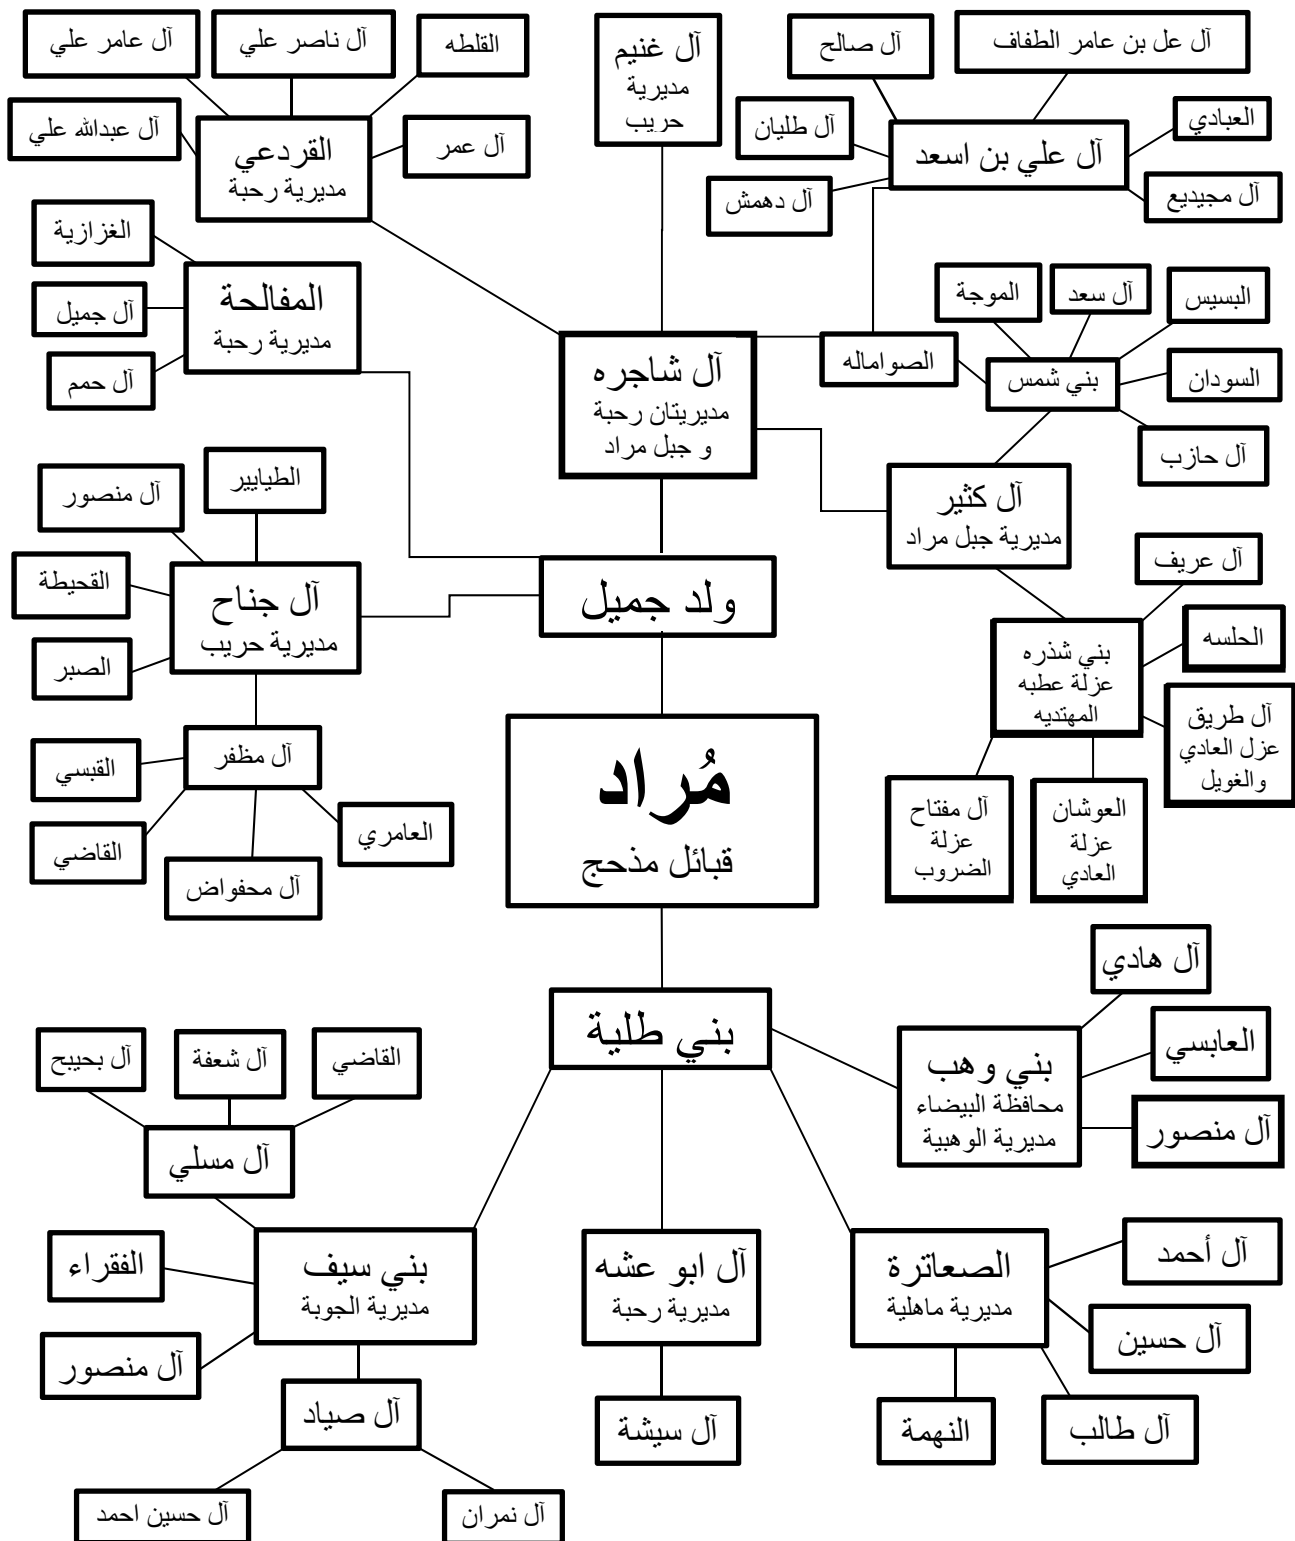 آل عامر علي
آل ناصر علي
القلطه
آل عبدالله علي
القردعي
مديرية رحبة
آل عمر
آل غنيم
مديرية
حريب
آل صالح
آل عل بن عامر الطفاف
آل طليان
آل علي بن اسعد
العبادي
آل دهمش
آل مجيديع
الغزازية
المفالحة
مديرية رحبة
آل جميل
آل حمم
آل شاجره
مديريتان رحبة
و جبل مراد
الصواماله
الموجة
آل سعد
البسيس
بني شمس
السودان
آل حازب
آل كثير
مديرية جبل مراد
آل منصور
الطيايير
القحيطة
آل جناح
مديرية حريب
الصبر
ولد جميل
آل عريف
الحلسه
بني شذره
عزلة عطبه
المهتديه
آل طريق
عزل العادي
والغويل
آل مفتاح
عزلة
الضروب
العوشان
عزلة
العادي
آل مظفر
القبسي
القاضي
آل محفواض
العامري
مُراد
قبائل مذحج
بني طلية
آل هادي
العابسي
بني وهب
محافظة البيضاء
مديرية الوهبية
آل منصور
آل بحيبح
آل شعفة
القاضي
آل مسلي
الفقراء
بني سيف
مديرية الجوبة
آل منصور
آل صياد
آل حسين احمد
آل نمران
آل ابو عشه
مديرية رحبة
آل سيشة
الصعاترة
مديرية ماهلية
آل أحمد
آل حسين
آل طالب
النهمة